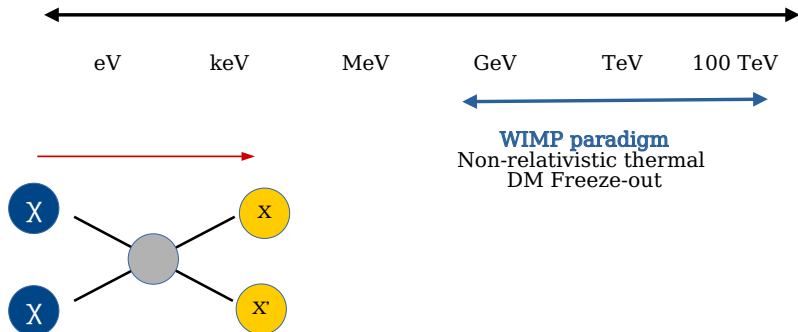 eV keV MeV GeV TeV 100 TeV
WIMP paradigm
Non-relativistic thermal
DM Freeze-out
χ X
χ X'